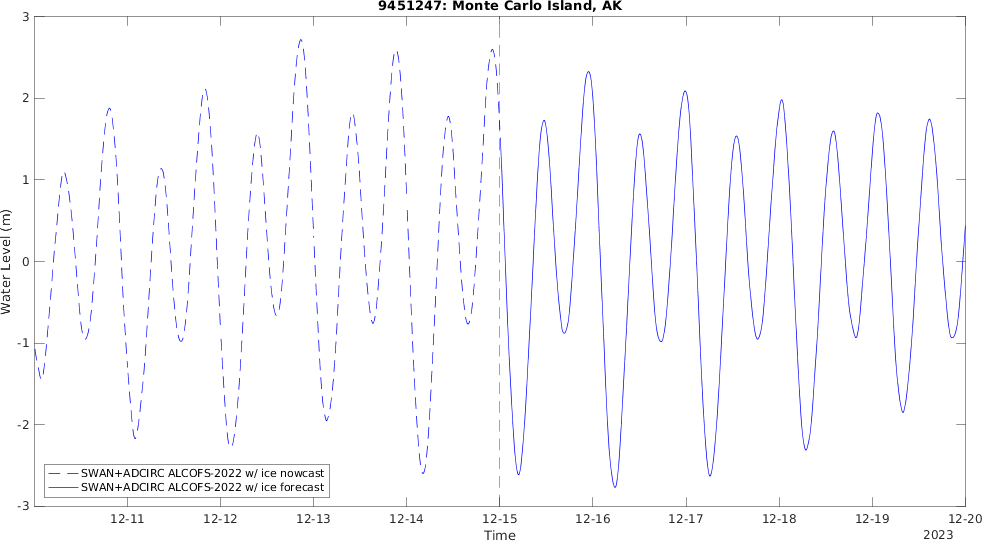 9451247: Monte Carlo Island, AK
Water Level (m)
3
2
1
0
-1
-2
-3
SWAN+ADCIRC ALCOFS-2022 w/ ice nowcast
SWAN+ADCIRC ALCOFS-2022 w/ ice forecast
12-11 12-12 12-13 12-14 12-15 12-16 12-17 12-18 12-19 12-20
Time
2023